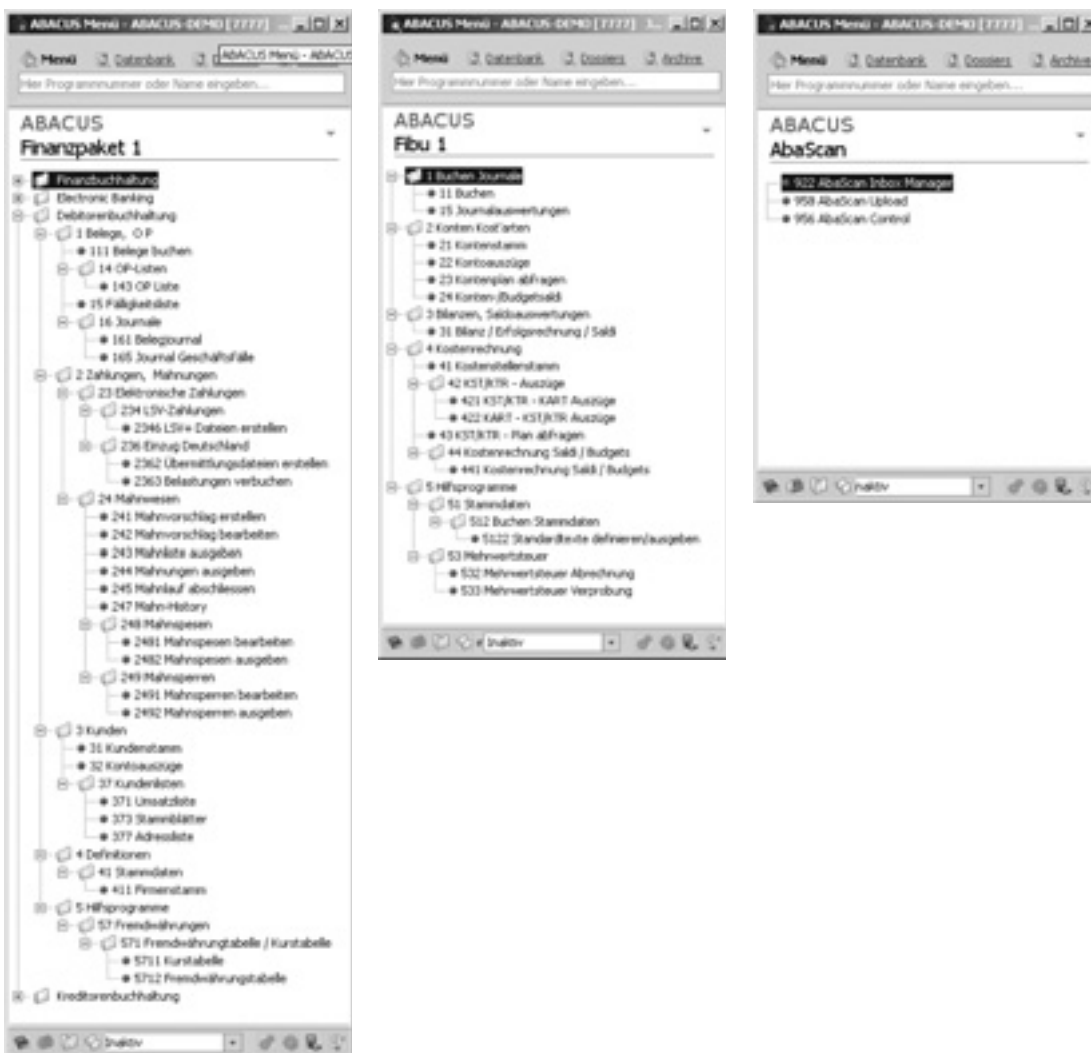 ABACUS Menü - ABACUS-DEMO [7777] ...
Menü Datenbank
ABACUS Menü - ABACUS
Hier Programmnummer oder Name eingeben...
ABACUS
Finanzpaket 1
Finanzbuchhaltung
Electronic Banking
Debitorenbuchhaltung
1 Belege, O P
111 Belege buchen
14 OP-Listen
143 OP Liste
15 Fälligkeitsliste
16 Journale
161 Belegjournal
165 Journal Geschäftsfälle
2 Zahlungen, Mahnungen
23 Elektronische Zahlungen
234 LSV-Zahlungen
2346 LSV+ Dateien erstellen
236 Einzug Deutschland
2362 Übermittlungsdateien erstellen
2363 Belastungen verbuchen
24 Mahnwesen
241 Mahnvorschlag erstellen
242 Mahnvorschlag bearbeiten
243 Mahnliste ausgeben
244 Mahnungen ausgeben
245 Mahnlauf abschliessen
247 Mahn-History
248 Mahnspesen
2481 Mahnspesen bearbeiten
2482 Mahnspesen ausgeben
249 Mahnsperren
2491 Mahnsperren bearbeiten
2492 Mahnsperren ausgeben
3 Kunden
31 Kundenstamm
32 Kontoauszüge
37 Kundenlisten
371 Umsatzliste
373 Stammblätter
377 Adressliste
4 Definitionen
41 Stammdaten
411 Firmenstamm
5 Hilfsprogramme
57 Fremdwährungen
571 Fremdwährungtabelle / Kurstabelle
5711 Kurstabelle
5712 Fremdwährungstabelle
Kreditorenbuchhaltung
Inaktiv
ABACUS Menü - ABACUS-DEMO [7777]
Menü Datenbank Dossiers Archive
Hier Programmnummer oder Name eingeben...
ABACUS
Fibu 1
1 Buchen Journale
11 Buchen
15 Journalauswertungen
2 Konten Kost'arten
21 Kontenstamm
22 Kontoauszüge
23 Kontenplan abfragen
24 Konten-/Budgetsaldi
3 Bilanzen, Saldoauswertungen
31 Bilanz / Erfolgsrechnung / Saldi
4 Kostenrechnung
41 Kostenstellenstamm
42 KST/KTR - Auszüge
421 KST/KTR - KART Auszüge
422 KART - KST/KTR Auszüge
43 KST/KTR - Plan abfragen
44 Kostenrechnung Saldi / Budgets
441 Kostenrechnung Saldi / Budgets
5 Hilfsprogramme
51 Stammdaten
512 Buchen Stammdaten
5122 Standardtexte definieren/ausgeben
53 Mehrwertsteuer
532 Mehrwertsteuer Abrechnung
533 Mehrwertsteuer Verprobung
Inaktiv
ABACUS Menü - ABACUS-DEMO [7777] ...
Menü Datenbank Dossiers Archive
Hier Programmnummer oder Name eingeben...
ABACUS
AbaScan
922 AbaScan Inbox Manager
958 AbaScan Upload
956 AbaScan Control
Inaktiv